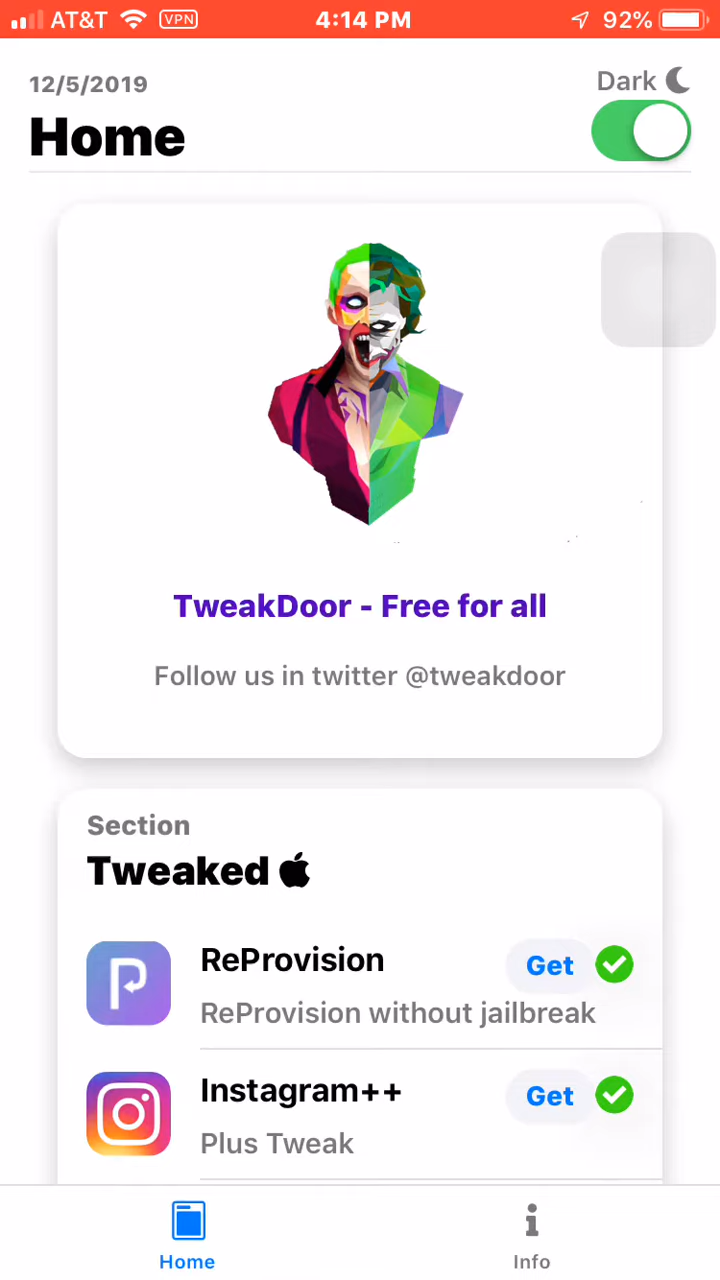 AT&T VPN 4:14 PM 92%
12/5/2019
Dark
Home
TweakDoor - Free for all
Follow us in twitter @tweakdoor
Section
Tweaked
ReProvision
Get
ReProvision without jailbreak
Instagram++
Get
Plus Tweak
Home
Info